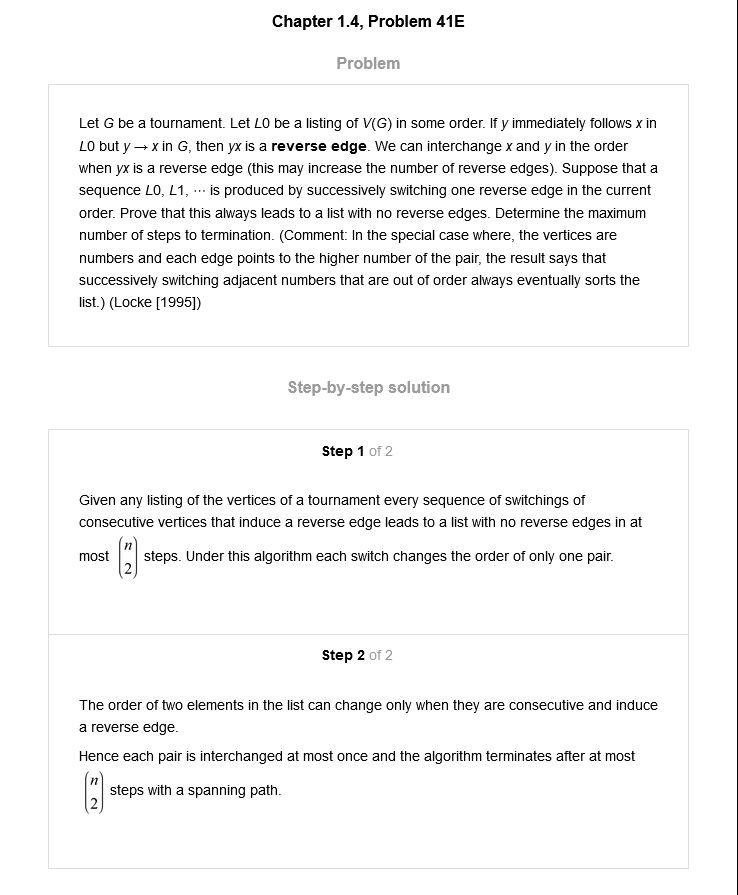 Chapter 1.4, Problem 41E
Problem
Let G be a tournament. Let L0 be a listing of V(G) in some order. If y immediately follows x in
L0 but y → x in G, then yx is a reverse edge. We can interchange x and y in the order
when yx is a reverse edge (this may increase the number of reverse edges). Suppose that a
sequence L0, L1, ··· is produced by successively switching one reverse edge in the current
order. Prove that this always leads to a list with no reverse edges. Determine the maximum
number of steps to termination. (Comment: In the special case where, the vertices are
numbers and each edge points to the higher number of the pair, the result says that
successively switching adjacent numbers that are out of order always eventually sorts the
list.) (Locke [1995])
Step-by-step solution
Step 1 of 2
Given any listing of the vertices of a tournament every sequence of switchings of
consecutive vertices that induce a reverse edge leads to a list with no reverse edges in at
most (n 2) steps. Under this algorithm each switch changes the order of only one pair.
Step 2 of 2
The order of two elements in the list can change only when they are consecutive and induce
a reverse edge.
Hence each pair is interchanged at most once and the algorithm terminates after at most
(n 2) steps with a spanning path.